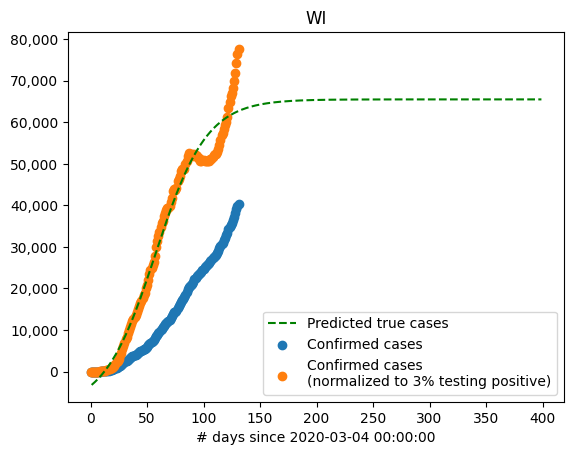 WI
80,000
70,000
60,000
50,000
40,000
30,000
20,000
10,000
0
Predicted true cases
Confirmed cases
Confirmed cases
(normalized to 3% testing positive)
0 50 100 150 200 250 300 350 400
# days since 2020-03-04 00:00:00